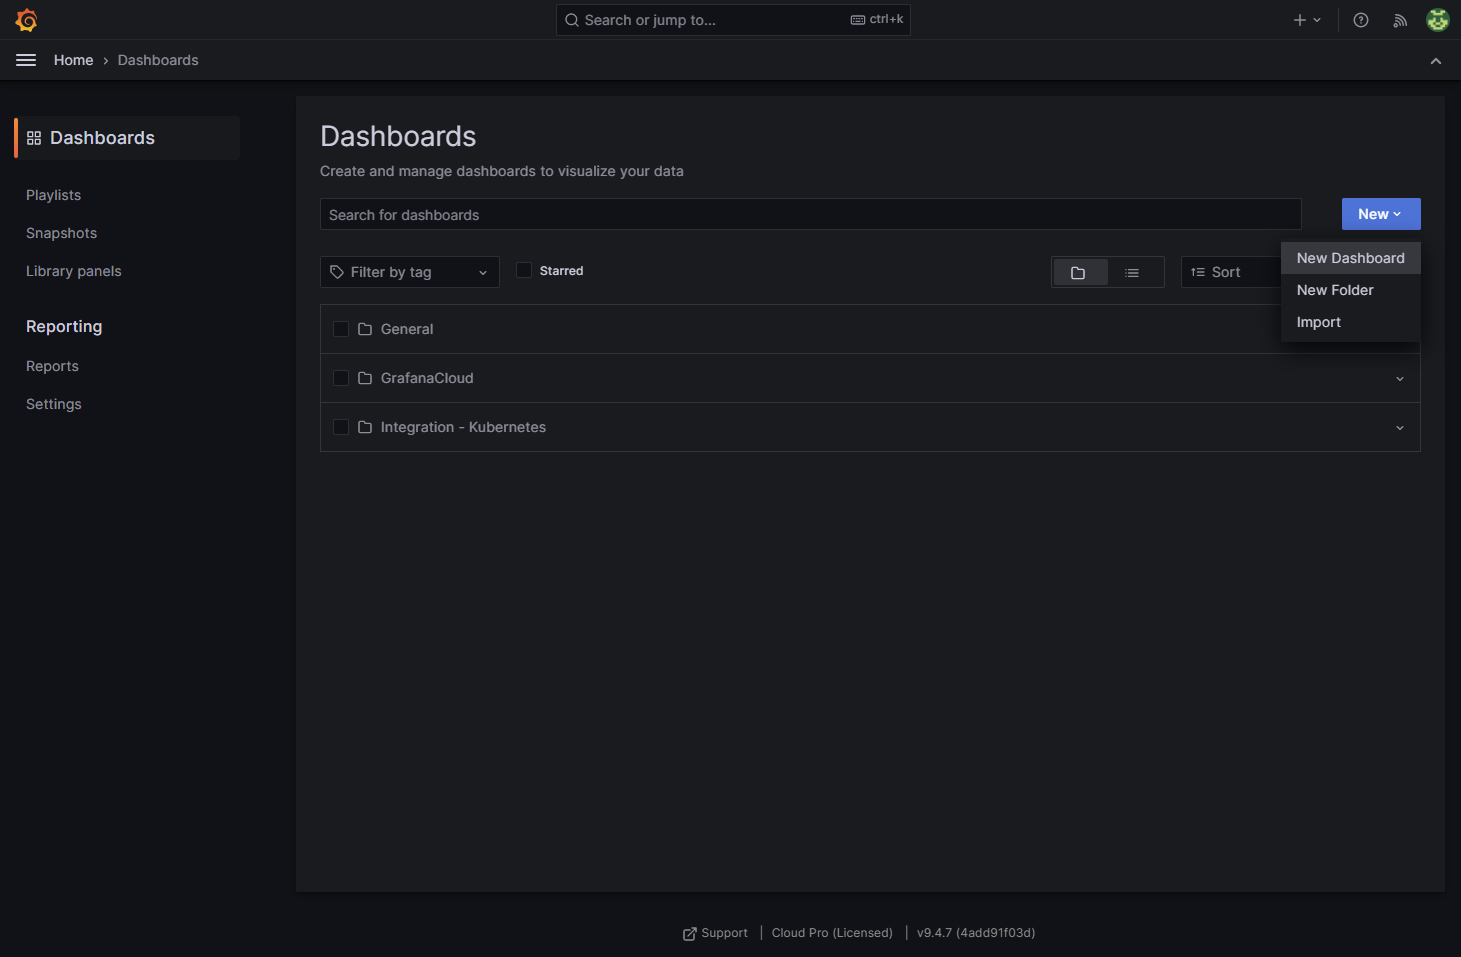 Search or jump to...
ctrl+k
Home
Dashboards
Dashboards
Playlists
Snapshots
Library panels
Reporting
Reports
Settings
Dashboards
Create and manage dashboards to visualize your data
Search for dashboards
New
New Dashboard
New Folder
Import
Filter by tag
Starred
Sort
General
GrafanaCloud
Integration - Kubernetes
Support | Cloud Pro (Licensed) | v9.4.7 (4add91f03d)